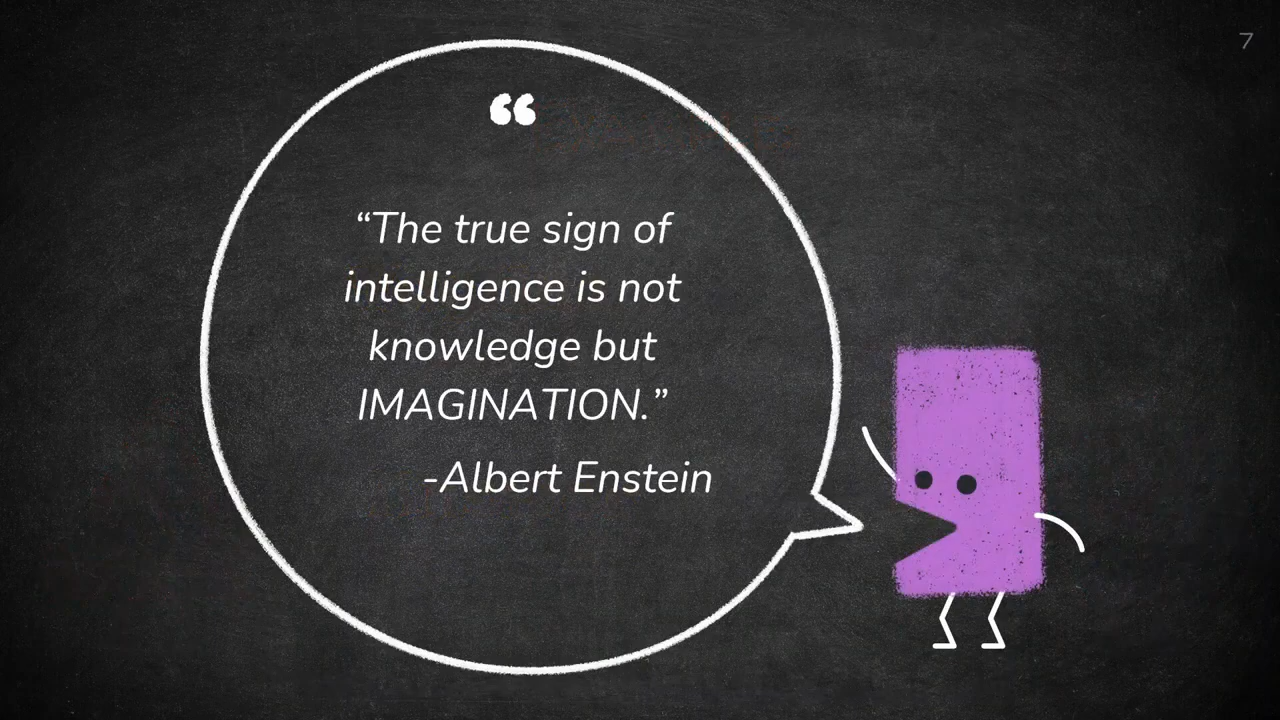 7
“
“The true sign of
intelligence is not
knowledge but
IMAGINATION.”
-Albert Enstein